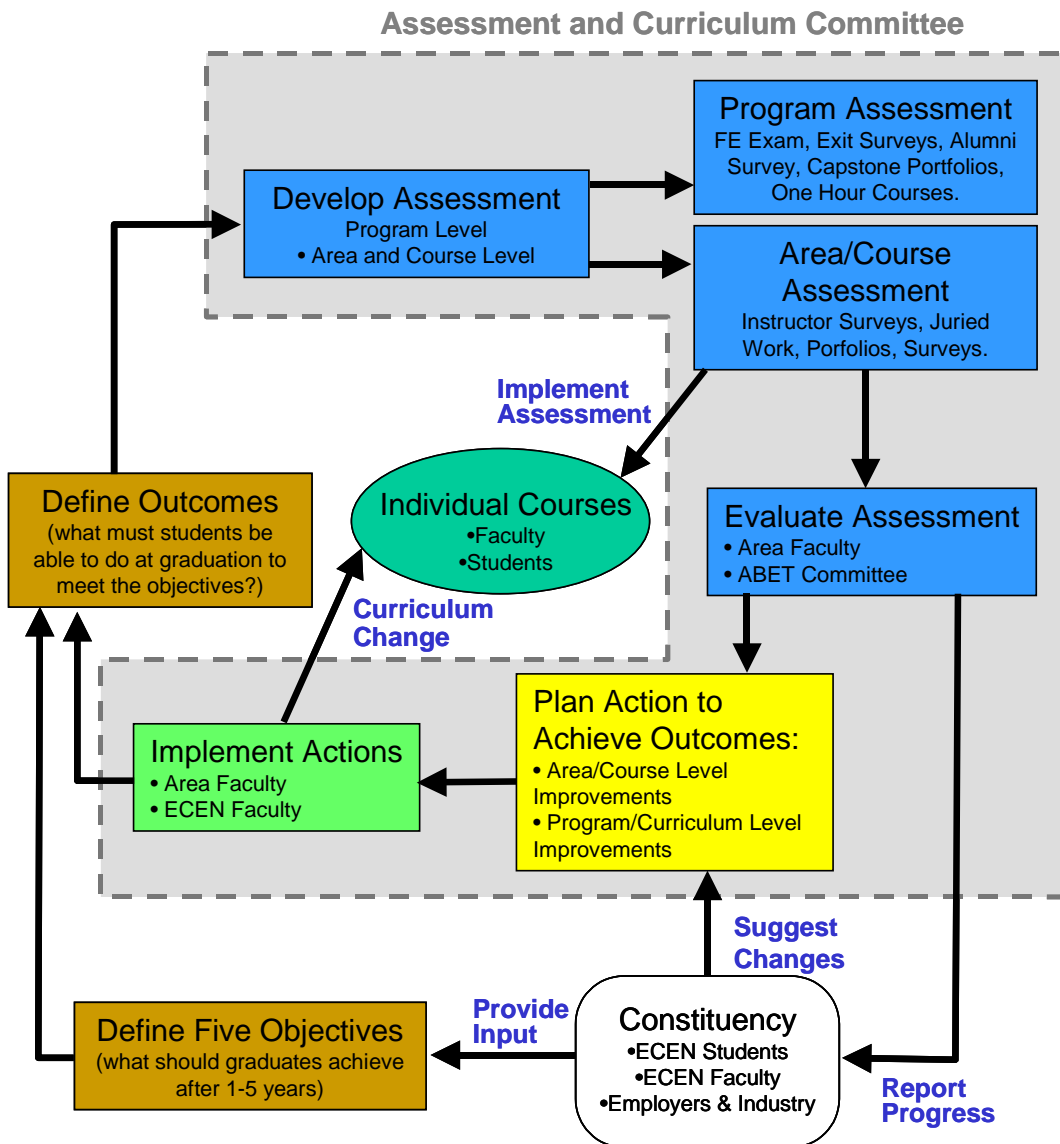 Assessment and Curriculum Committee
Program Assessment
FE Exam, Exit Surveys, Alumni
Survey, Capstone Portfolios,
One Hour Courses.
Develop Assessment
Program Level
• Area and Course Level
Area/Course
Assessment
Instructor Surveys, Juried
Work, Porfolios, Surveys.
Implement
Assessment
Define Outcomes
(what must students be
able to do at graduation to
meet the objectives?)
Individual Courses
•Faculty
•Students
Evaluate Assessment
• Area Faculty
• ABET Committee
Curriculum
Change
Plan Action to
Achieve Outcomes:
• Area/Course Level
Improvements
• Program/Curriculum Level
Improvements
Implement Actions
• Area Faculty
• ECEN Faculty
Suggest
Changes
Define Five Objectives
(what should graduates achieve
after 1-5 years)
Provide
Input
Constituency
•ECEN Students
•ECEN Faculty
•Employers & Industry
Report
Progress